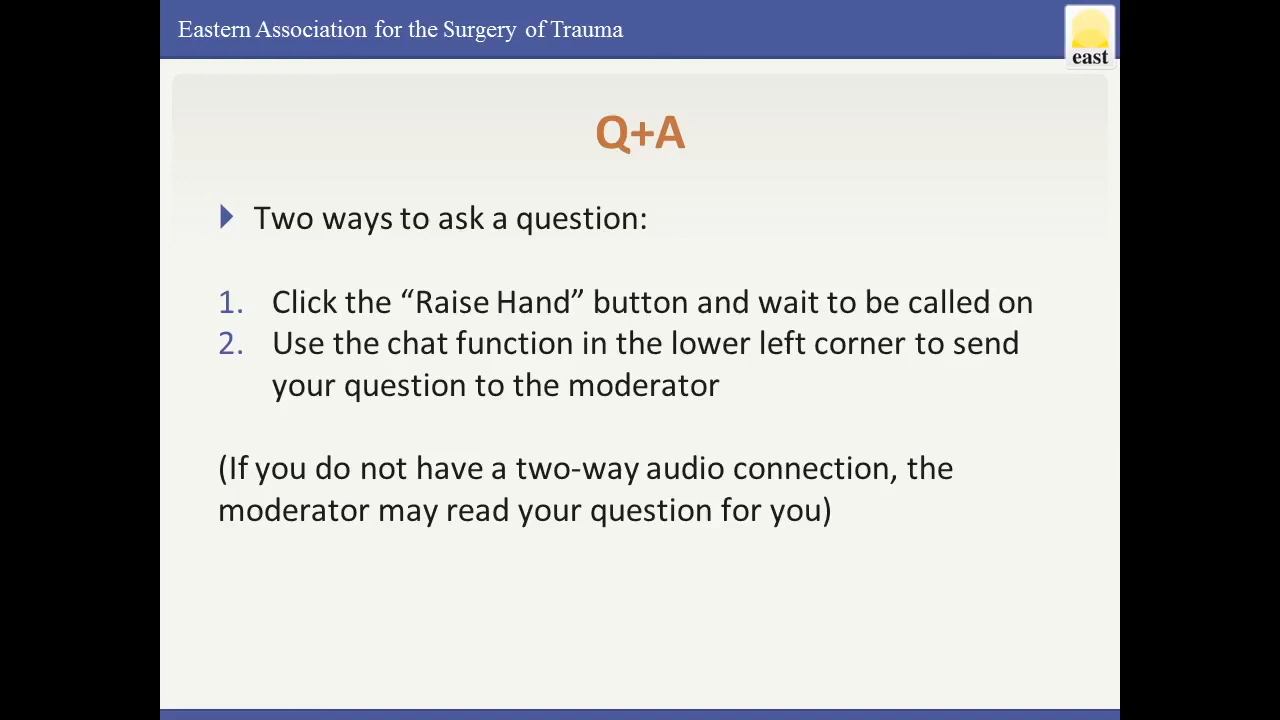 Eastern Association for the Surgery of Trauma
east
Q+A
Two ways to ask a question:
1. Click the “Raise Hand” button and wait to be called on
2. Use the chat function in the lower left corner to send
your question to the moderator
(If you do not have a two-way audio connection, the
moderator may read your question for you)